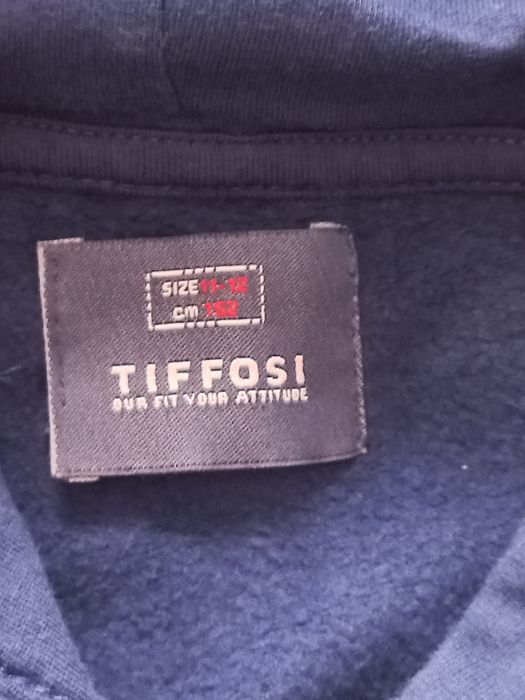 SIZE 11-12
cm 152
TIFFOSI
OUR FIT YOUR ATTITUDE